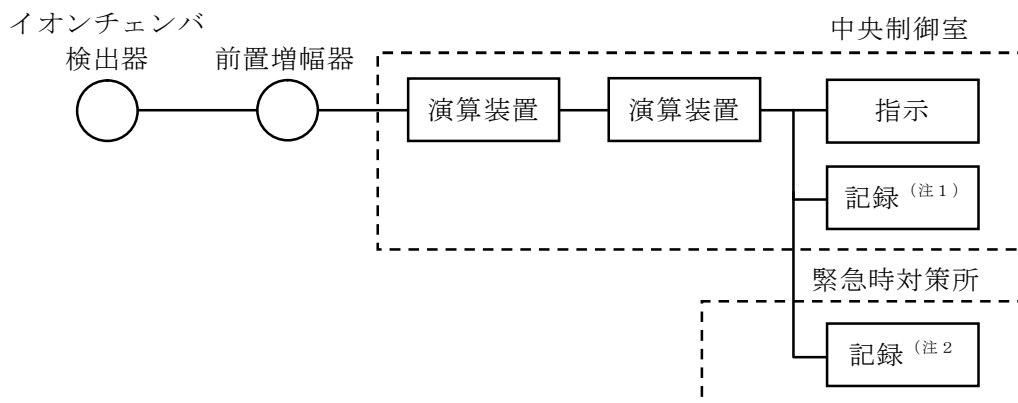 イオンチェンバ
検出器
前置増幅器
中央制御室
演算装置
演算装置
指示
記録（注１）
緊急時対策所
記録（注２